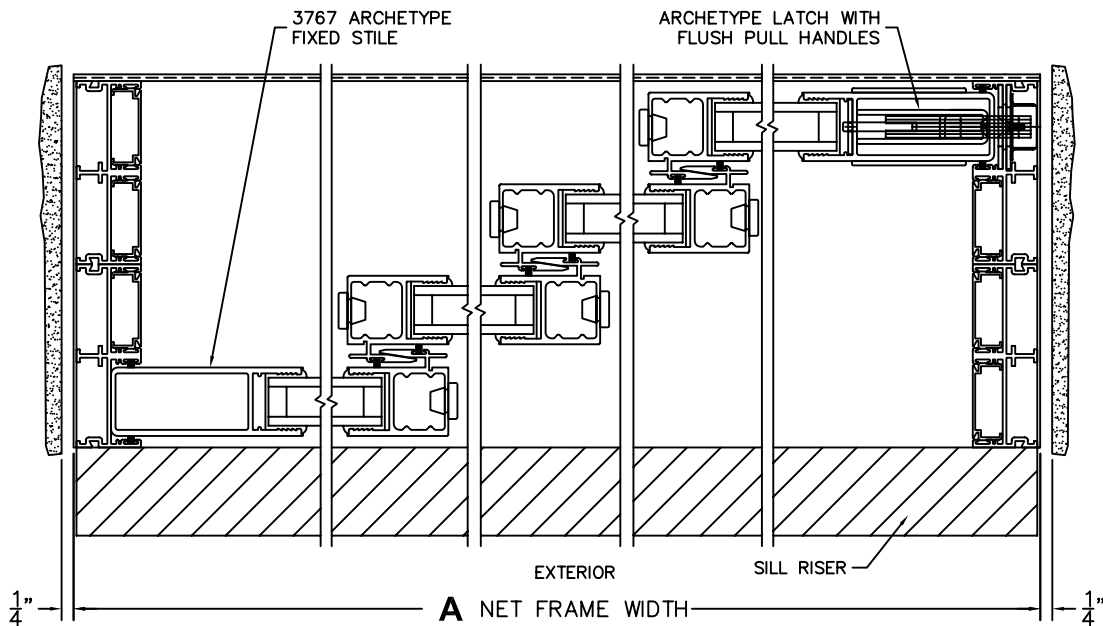 3767 ARCHETYPE
FIXED STILE
ARCHETYPE LATCH WITH
FLUSH PULL HANDLES
EXTERIOR
SILL RISER
1/4"
A NET FRAME WIDTH
1/4"